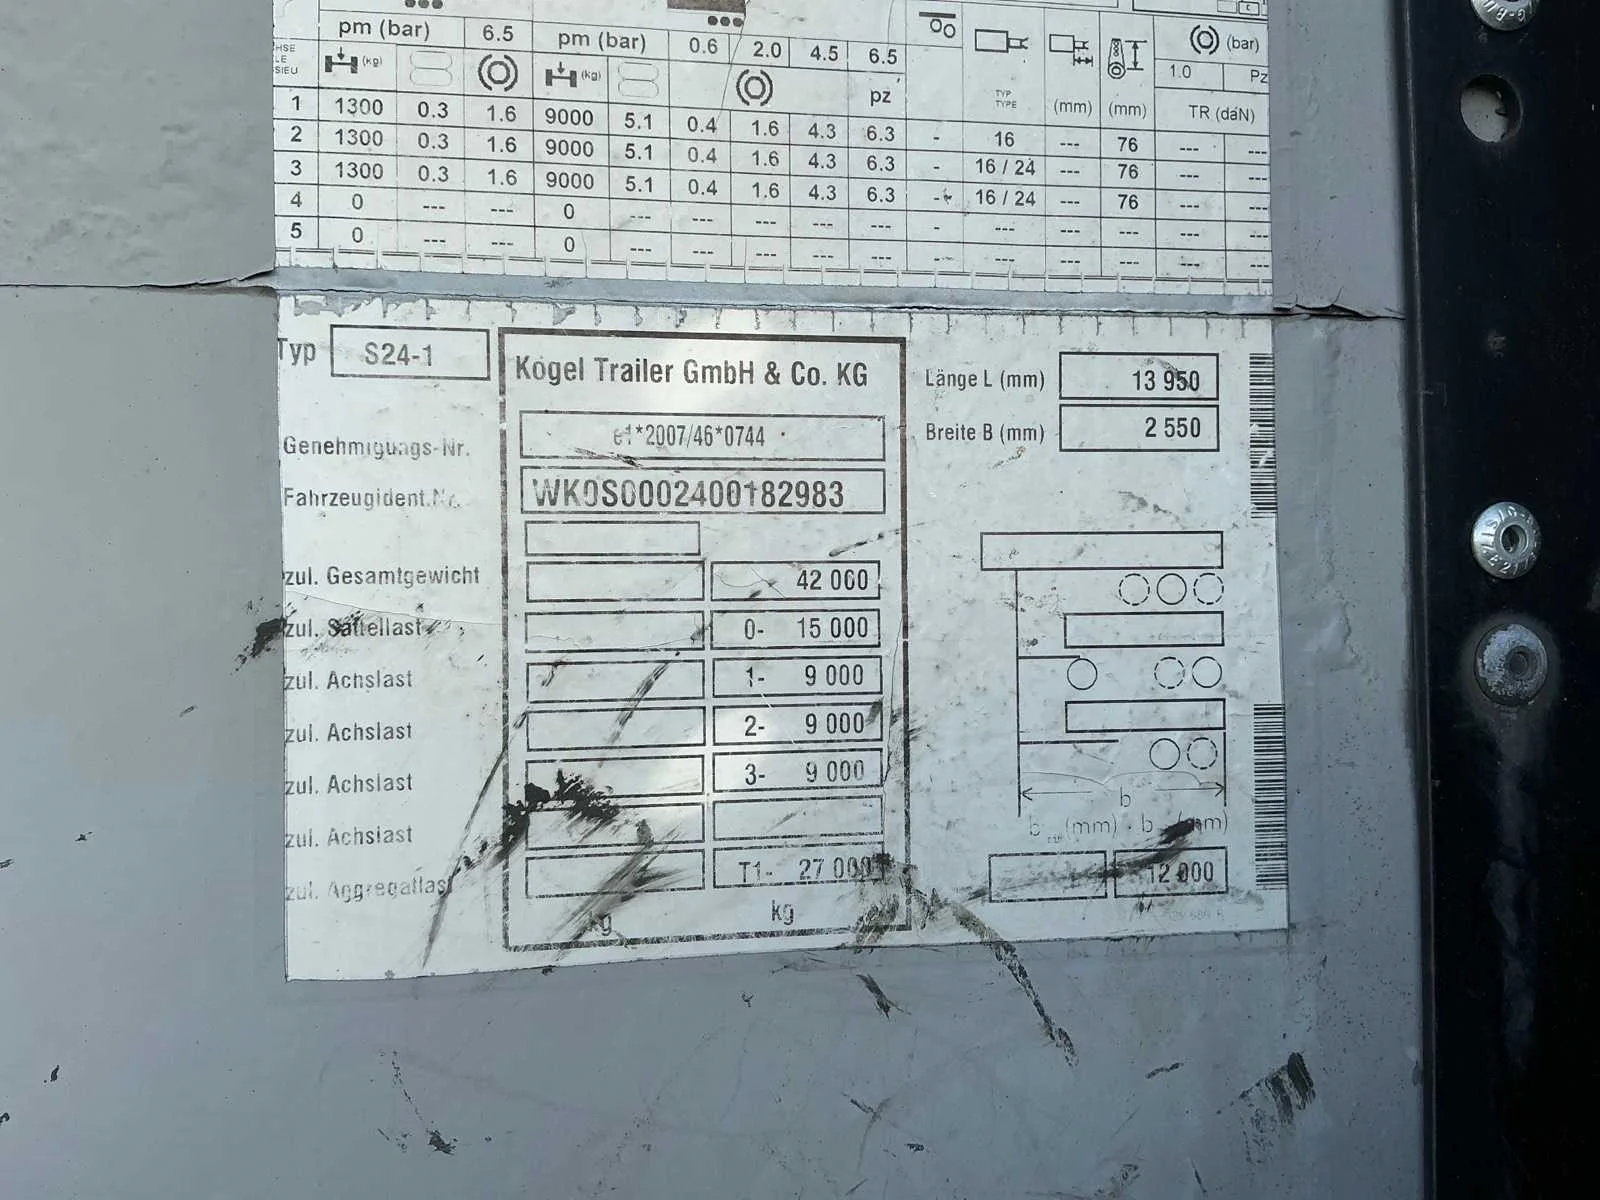 pm (bar) 6.5 pm (bar) 0.6 2.0 4.5 6.5 (bar)
(kg) (kg) pz TYP TYPE (mm) (mm) 1.0 Pz
TR (daN)
1 1300 0.3 1.6 9000 5.1 0.4 1.6 4.3 6.3 - 16 --- 76 --- ---
2 1300 0.3 1.6 9000 5.1 0.4 1.6 4.3 6.3 - 16 / 24 --- 76 --- ---
3 1300 0.3 1.6 9000 5.1 0.4 1.6 4.3 6.3 - 16 / 24 --- 76 --- ---
4 0 --- --- 0 --- --- --- --- --- - --- --- --- --- ---
5 0 --- --- 0 --- --- --- --- --- - --- --- --- --- ---
Typ S24-1
Kögel Trailer GmbH & Co. KG
Länge L (mm) 13 950
Genehmigungs-Nr. e1*2007/46*0744
Breite B (mm) 2 550
Fahrzeugident.Nr. WK0S0002400182983
zul. Gesamtgewicht 42 000
zul. Sattellast 0- 15 000
zul. Achslast 1- 9 000
zul. Achslast 2- 9 000
zul. Achslast 3- 9 000
zul. Achslast
b
b (mm) b (mm)
zul. Aggregatlast T1- 27 000
12 000
kg kg